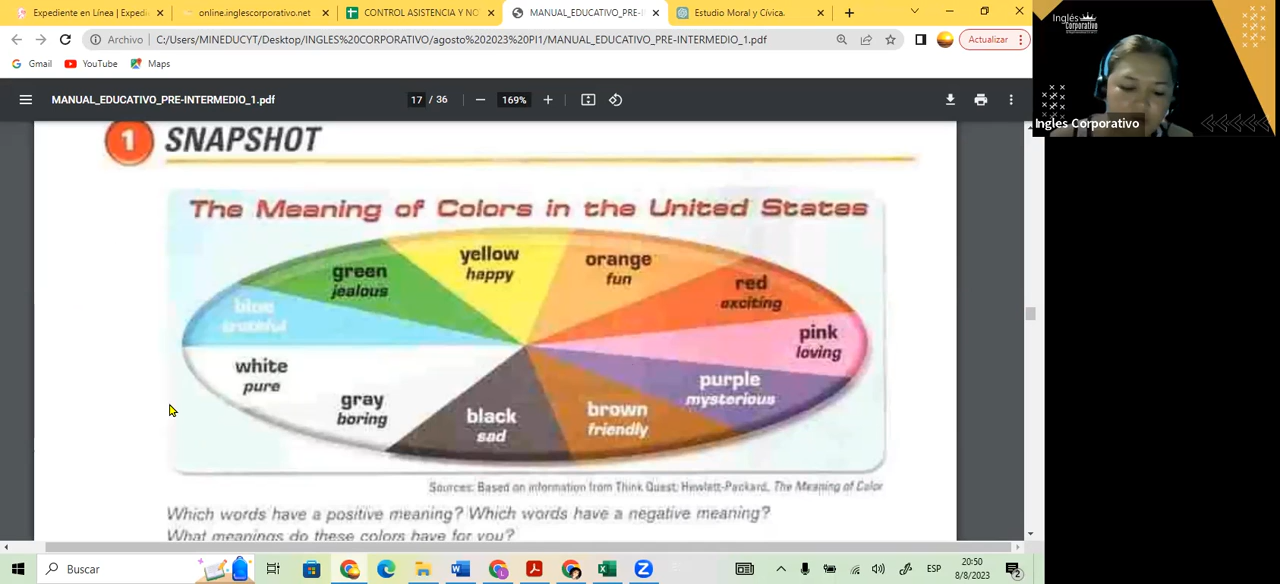 Expediente en Línea | Expedi
online.inglescorporativo.net
CONTROL ASISTENCIA Y NO
MANUAL_EDUCATIVO_PRE-I
Estudio Moral y Cívica.
Archivo
C:/Users/MINEDUCYT/Desktop/INGLES%20CORPORATIVO/agosto%202023%20PI1/MANUAL_EDUCATIVO_PRE-INTERMEDIO_1.pdf
Actualizar
Gmail
YouTube
Maps
MANUAL_EDUCATIVO_PRE-INTERMEDIO_1.pdf
17 / 36
169%
Inglés
Corporativo
Ingles Corporativo
1 SNAPSHOT
The Meaning of Colors in the United States
yellow
happy
orange
fun
green
jealous
red
exciting
blue
truthful
pink
loving
white
pure
purple
mysterious
gray
boring
black
sad
brown
friendly
Sources: Based on information from Think Quest; Hewlett-Packard, The Meaning of Color
Which words have a positive meaning? Which words have a negative meaning?
What meanings do these colors have for you?
Buscar
ESP
20:50
8/8/2023
2